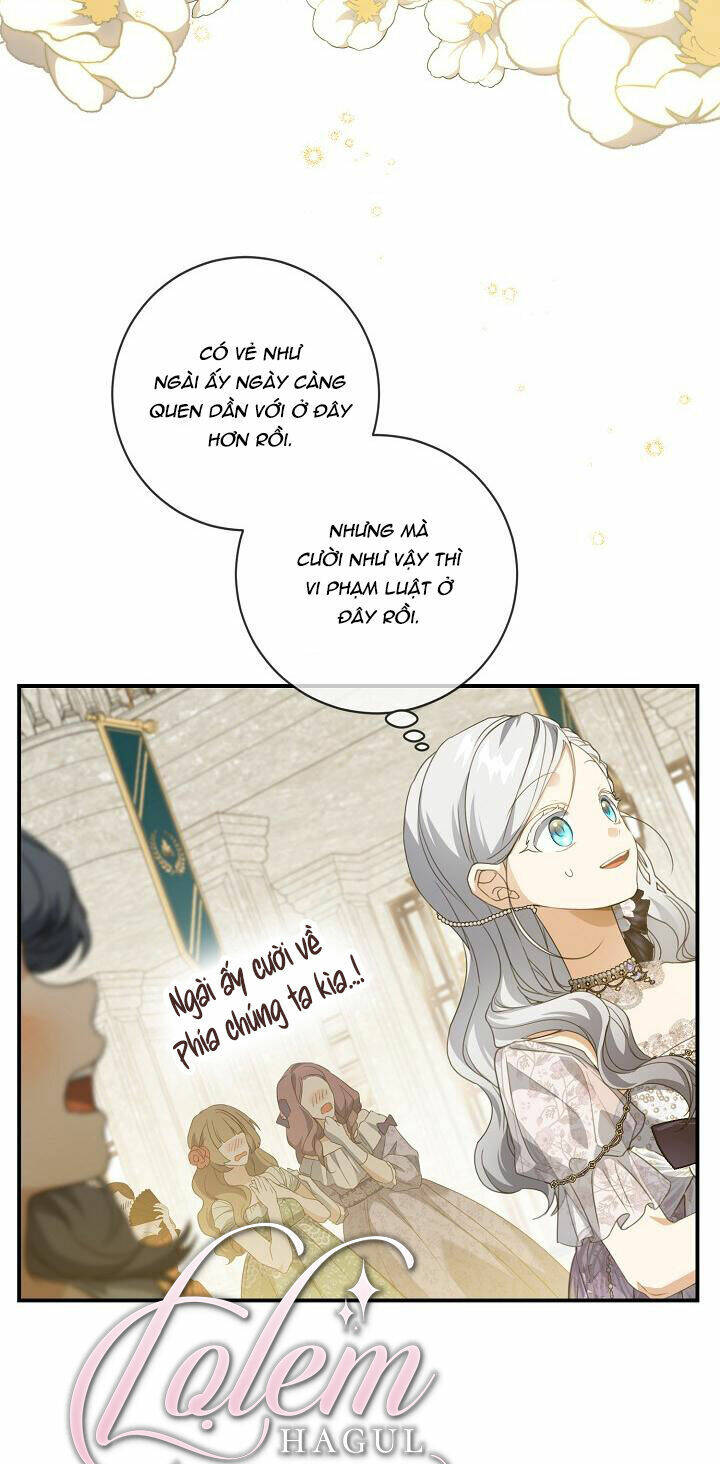 CÓ VẺ NHƯ
NGÀI ẤY NGÀY CÀNG
QUEN DẦN VỚI Ở ĐÂY
HƠN RỒI.
NHƯNG MÀ
CƯỜI NHƯ VẬY THÌ
VI PHẠM LUẬT Ở
ĐÂY RỒI.
Ngài ấy cười về
phía chúng ta kìa...!
Lọlem
HAGUL